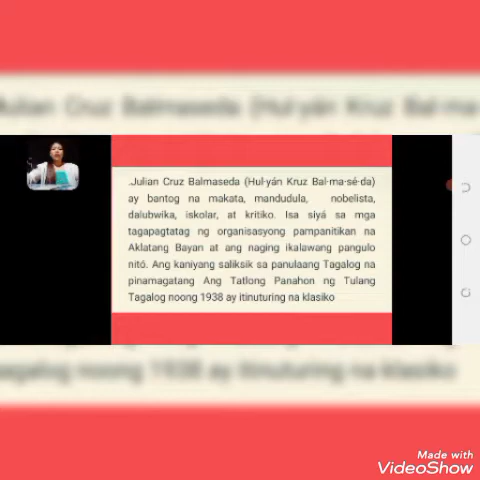 .Julian Cruz Balmaseda (Hul·yán Kruz Bal·ma·sé·da)
ay bantog na makata, mandudula, nobelista,
dalubwika, iskolar, at kritiko. Isa siyá sa mga
tagapagtatag ng organisasyong pampanitikan na
Aklatang Bayan at ang naging ikalawang pangulo
nitó. Ang kaniyang saliksik sa panulaang Tagalog na
pinamagatang Ang Tatlong Panahon ng Tulang
Tagalog noong 1938 ay itinuturing na klasiko
Made with
VideoShow